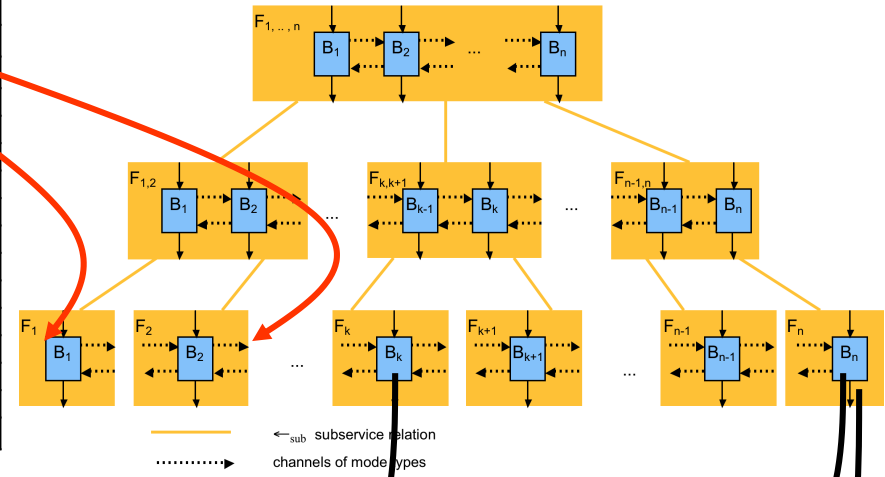 F1, .. , n
B1 B2 ... Bn
F1,2 Fk,k+1 Fn-1,n
B1 B2 ... Bk-1 Bk ... Bn-1 Bn
F1 F2 Fk Fk+1 Fn-1 Fn
B1 B2 ... Bk Bk+1 ... Bn-1 Bn
←sub subservice relation
channels of mode types